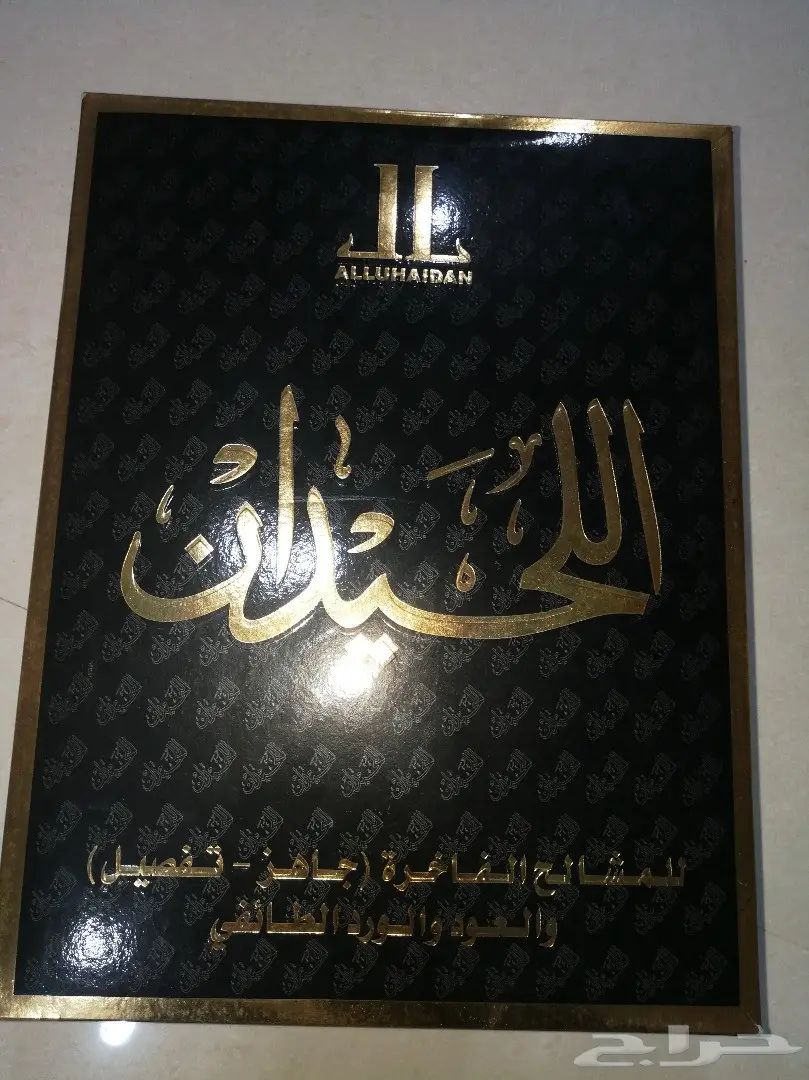 ALLUHAIDAN
اللحيدان
للمشالح الفاخرة (جاهز - تفصيل)
والعود والورد الطائفي
حراج